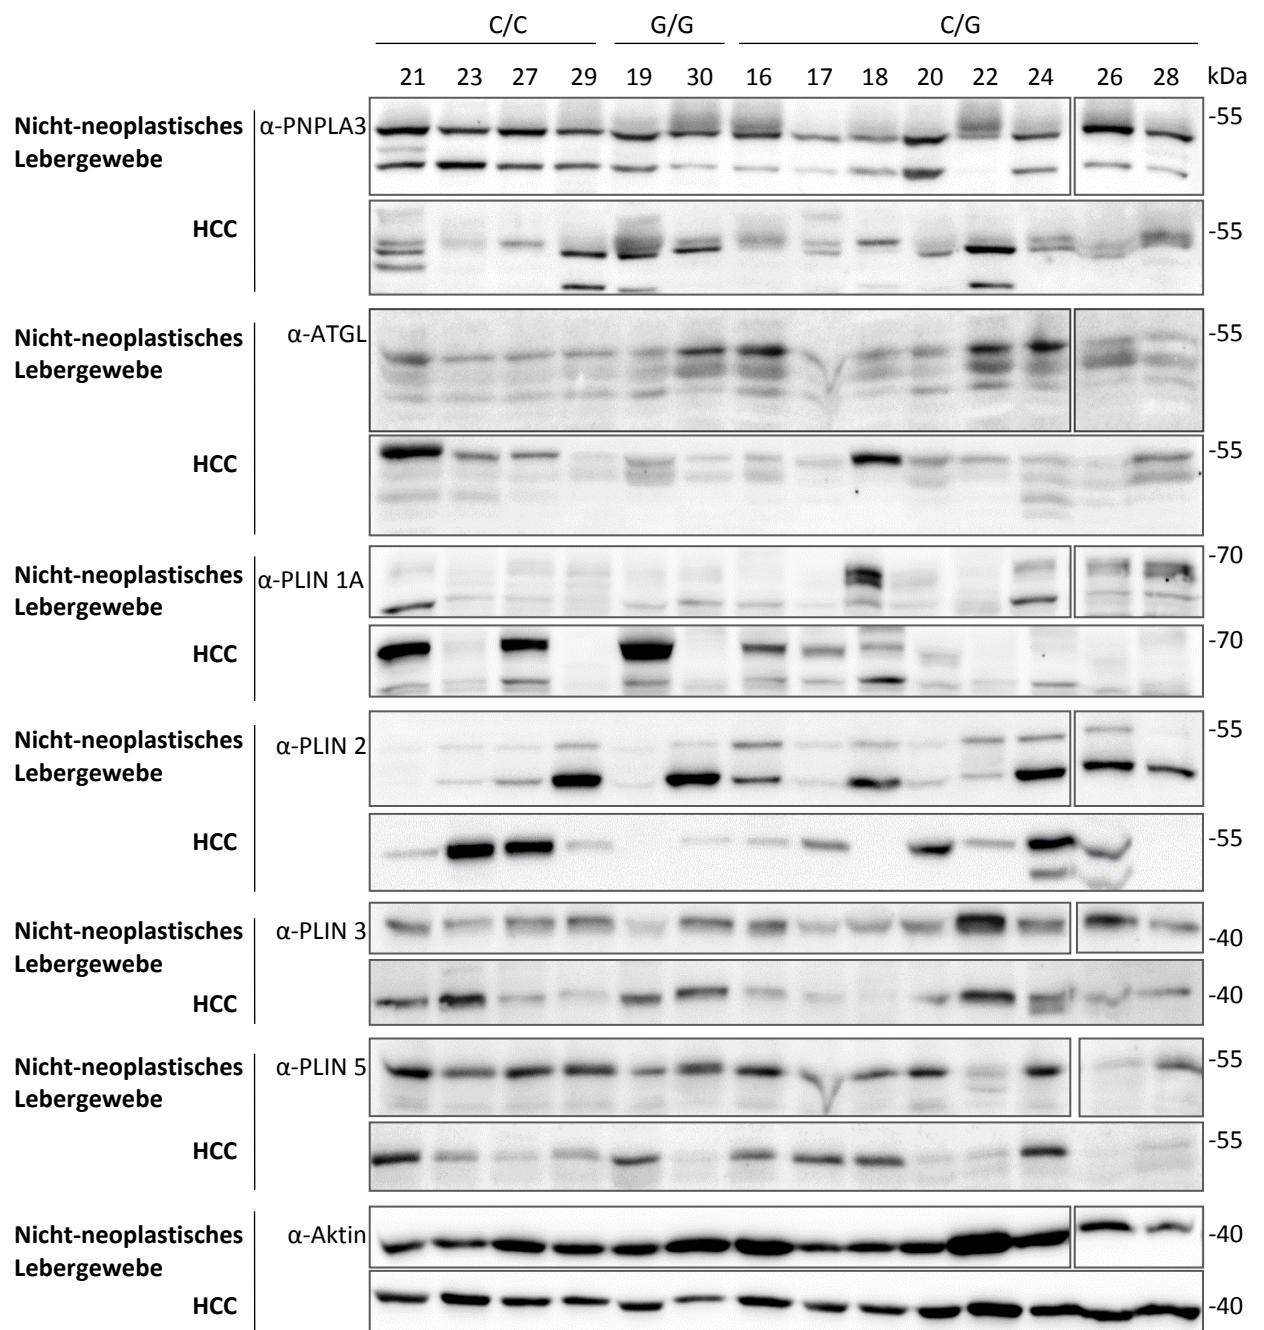 C/C G/G C/G
21 23 27 29 19 30 16 17 18 20 22 24 26 28 kDa
Nicht-neoplastisches
Lebergewebe
α-PNPLA3
-55
HCC
-55
Nicht-neoplastisches
Lebergewebe
α-ATGL
-55
HCC
-55
Nicht-neoplastisches
Lebergewebe
α-PLIN 1A
-70
HCC
-70
Nicht-neoplastisches
Lebergewebe
α-PLIN 2
-55
HCC
-55
Nicht-neoplastisches
Lebergewebe
α-PLIN 3
-40
HCC
-40
Nicht-neoplastisches
Lebergewebe
α-PLIN 5
-55
HCC
-55
Nicht-neoplastisches
Lebergewebe
α-Aktin
-40
HCC
-40